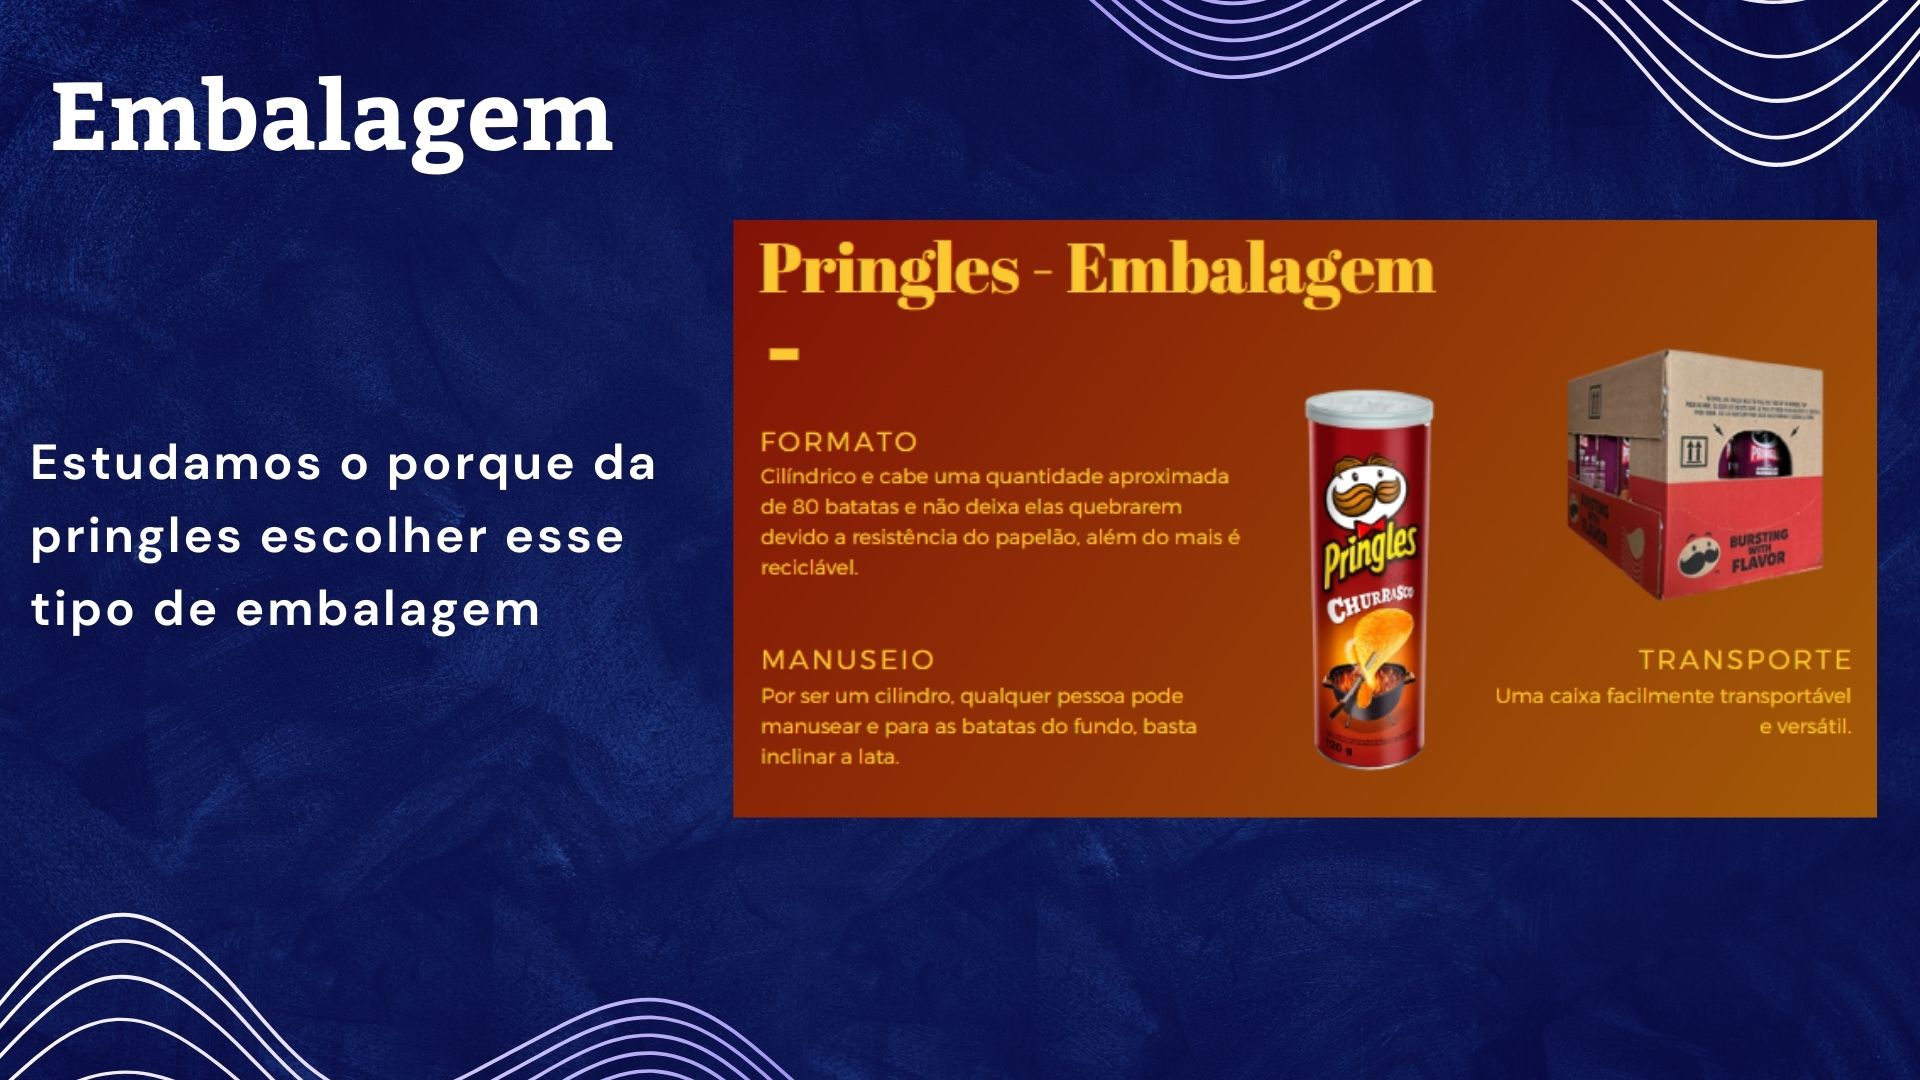 Embalagem
Estudamos o porque da
pringles escolher esse
tipo de embalagem
Pringles - Embalagem
-
FORMATO
Cilíndrico e cabe uma quantidade aproximada
de 80 batatas e não deixa elas quebrarem
devido a resistência do papelão, além do mais é
reciclável.
MANUSEIO
Por ser um cilindro, qualquer pessoa pode
manusear e para as batatas do fundo, basta
inclinar a lata.
Pringles
CHURRASCO
120 g
BURSTING
WITH
FLAVOR
TRANSPORTE
Uma caixa facilmente transportável
e versátil.